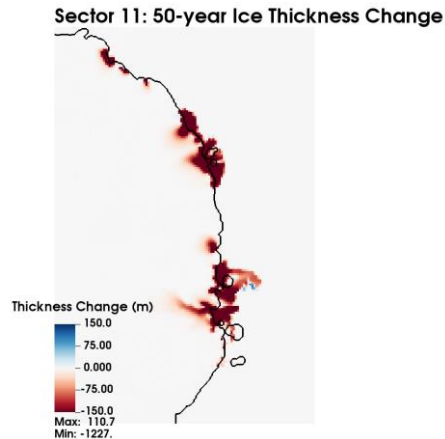 Sector 11: 50-year Ice Thickness Change
Thickness Change (m)
150.0
75.00
0.000
-75.00
-150.0
Max: 110.7
Min: -1227.